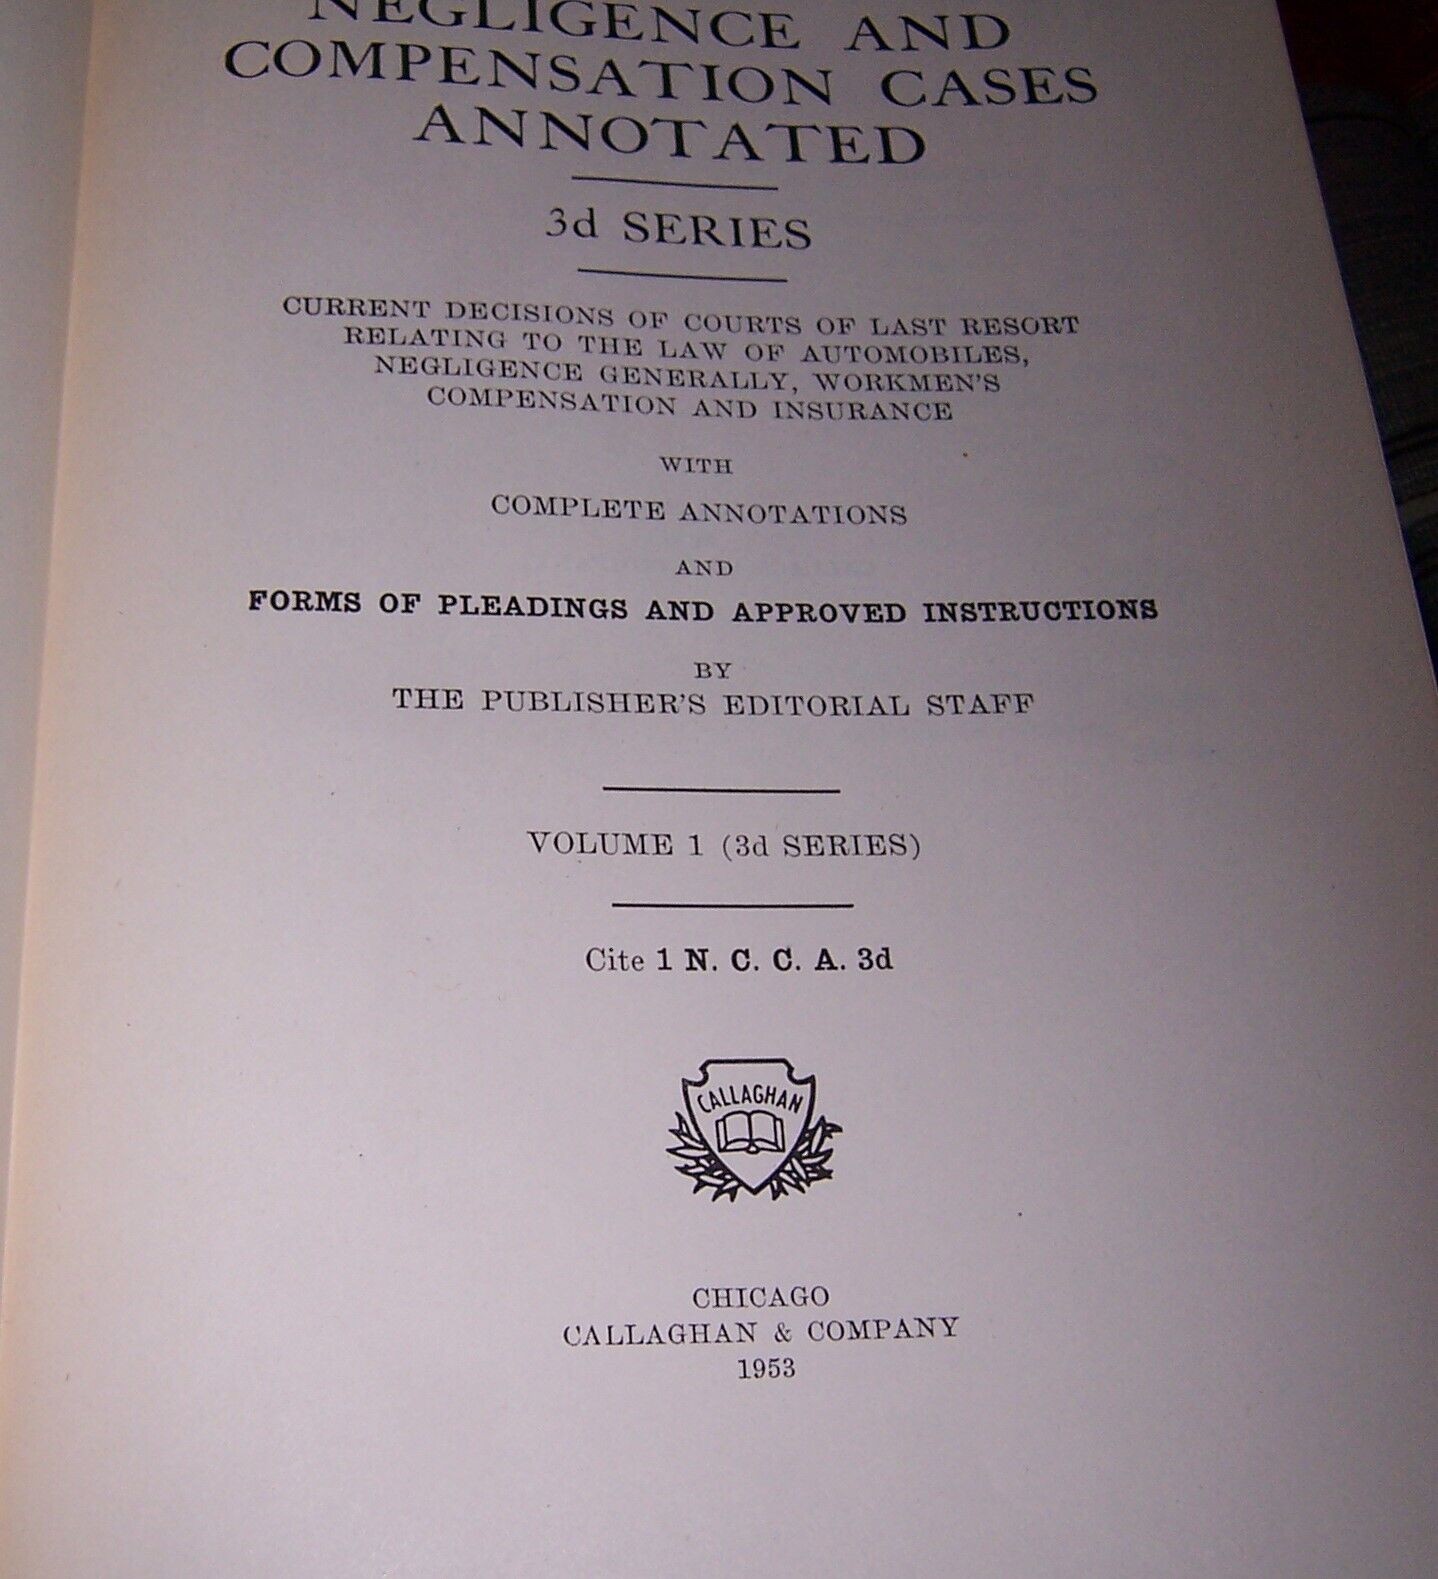 NEGLIGENCE AND
COMPENSATION CASES
ANNOTATED
3d SERIES
CURRENT DECISIONS OF COURTS OF LAST RESORT
RELATING TO THE LAW OF AUTOMOBILES,
NEGLIGENCE GENERALLY, WORKMEN'S
COMPENSATION AND INSURANCE
WITH
COMPLETE ANNOTATIONS
AND
FORMS OF PLEADINGS AND APPROVED INSTRUCTIONS
BY
THE PUBLISHER'S EDITORIAL STAFF
VOLUME 1 (3d SERIES)
Cite 1 N. C. C. A. 3d
CALLAGHAN
CHICAGO
CALLAGHAN & COMPANY
1953